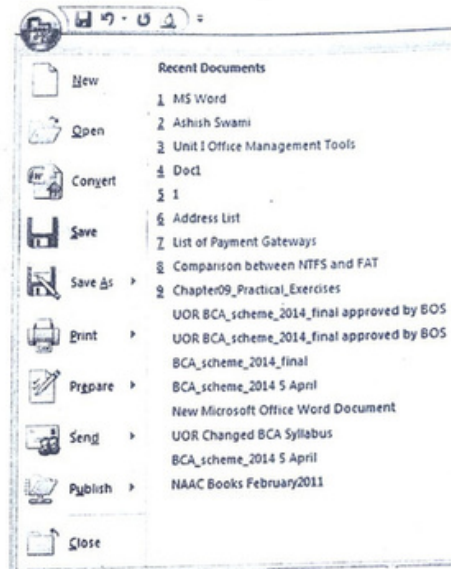 New
Open
Convert
Save
Save As
Print
Prepare
Send
Publish
Close
Recent Documents
1 MS Word
2 Ashish Swami
3 Unit I Office Management Tools
4 Doc1
5 1
6 Address List
7 List of Payment Gateways
8 Comparison between NTFS and FAT
9 Chapter09_Practical_Exercises
UOR BCA_scheme_2014_final approved by BOS
UOR BCA_scheme_2014_final approved by BOS
BCA_scheme_2014_final
BCA_scheme_2014 5 April
New Microsoft Office Word Document
UOR Changed BCA Syllabus
BCA_scheme_2014 5 April
NAAC Books February2011